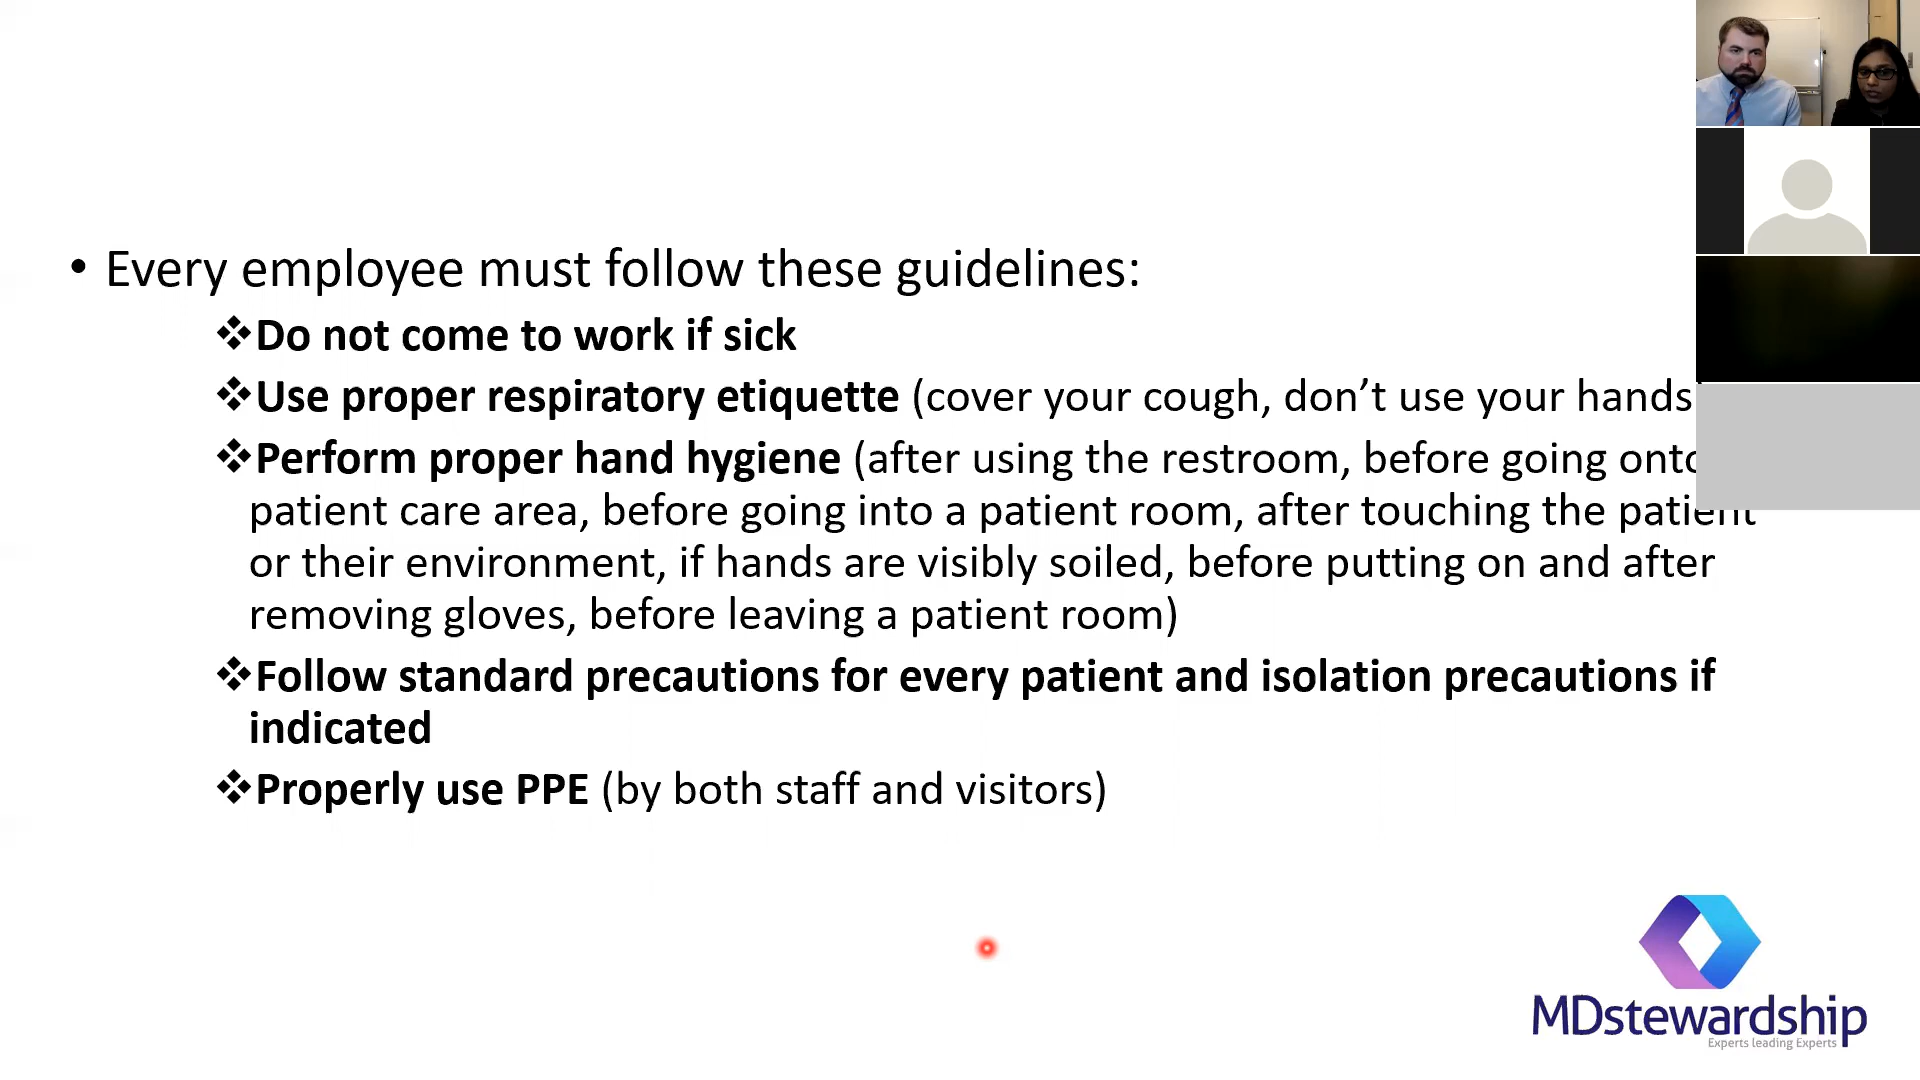 • Every employee must follow these guidelines:
❖Do not come to work if sick
❖Use proper respiratory etiquette (cover your cough, don’t use your hands
❖Perform proper hand hygiene (after using the restroom, before going onto
patient care area, before going into a patient room, after touching the patient
or their environment, if hands are visibly soiled, before putting on and after
removing gloves, before leaving a patient room)
❖Follow standard precautions for every patient and isolation precautions if
indicated
❖Properly use PPE (by both staff and visitors)
MDstewardship
Experts leading Experts